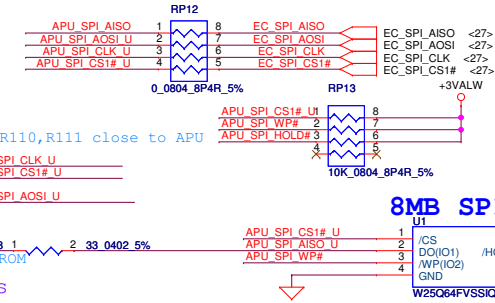 RP12
APU_SPI_AISO 1 8 EC_SPI_AISO EC_SPI_AISO <27>
APU_SPI_AOSI_U 2 7 EC_SPI_AOSI EC_SPI_AOSI <27>
APU_SPI_CLK_U 3 6 EC_SPI_CLK EC_SPI_CLK <27>
APU_SPI_CS1#_U 4 5 EC_SPI_CS1# EC_SPI_CS1# <27>
0_0804_8P4R_5%
+3VALW
RP13
APU_SPI_CS1#_U 1 8
APU_SPI_WP# 2 7
APU_SPI_HOLD# 3 6
4 5
10K_0804_8P4R_5%
R110,R111 close to APU
SPI_CLK_U
SPI_CS1#_U
SPI_AOSI_U
8MB SP
U1
1 2 33_0402_5%
ROM
S
APU_SPI_CS1#_U 1 /CS
APU_SPI_AISO_U 2 DO(IO1) /HO
APU_SPI_WP# 3 /WP(IO2)
4 GND
W25Q64FVSSIQ